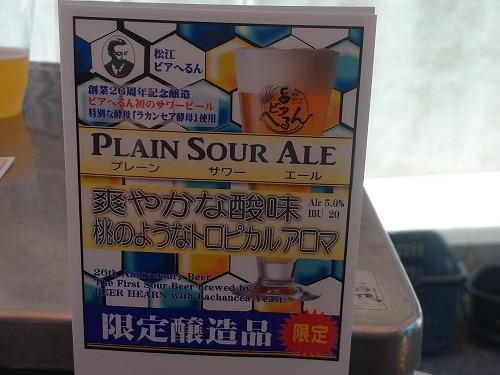 松江
ビアへるん
創業26周年記念醸造
ビアへるん初のサワービール
特別な酵母『ラカンセア酵母』使用
ビアへるん
PLAIN SOUR ALE
プレーン サワー エール
爽やかな酸味
Alc 5.0%
IBU 20
桃のようなトロピカルアロマ
26th Anniversary Beer.
The First Sour Beer brewed by
BEER HEARN with Lachancea Yeast.
限定醸造品
限定